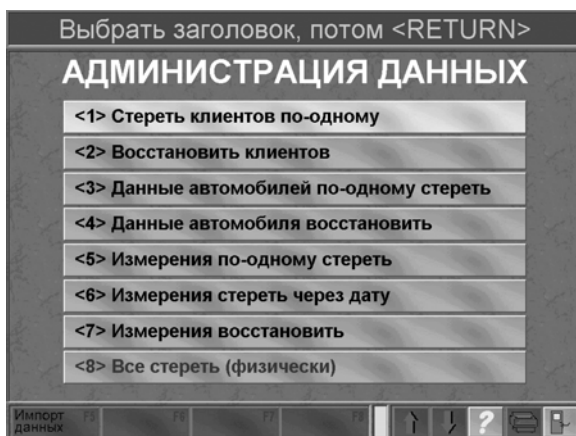 Выбрать заголовок, потом <RETURN>
АДМИНИСТРАЦИЯ ДАННЫХ
<1> Стереть клиентов по-одному
<2> Восстановить клиентов
<3> Данные автомобилей по-одному стереть
<4> Данные автомобиля восстановить
<5> Измерения по-одному стереть
<6> Измерения стереть через дату
<7> Измерения восстановить
<8> Все стереть (физически)
Импорт F5 F6 F7 F8 ?
данных